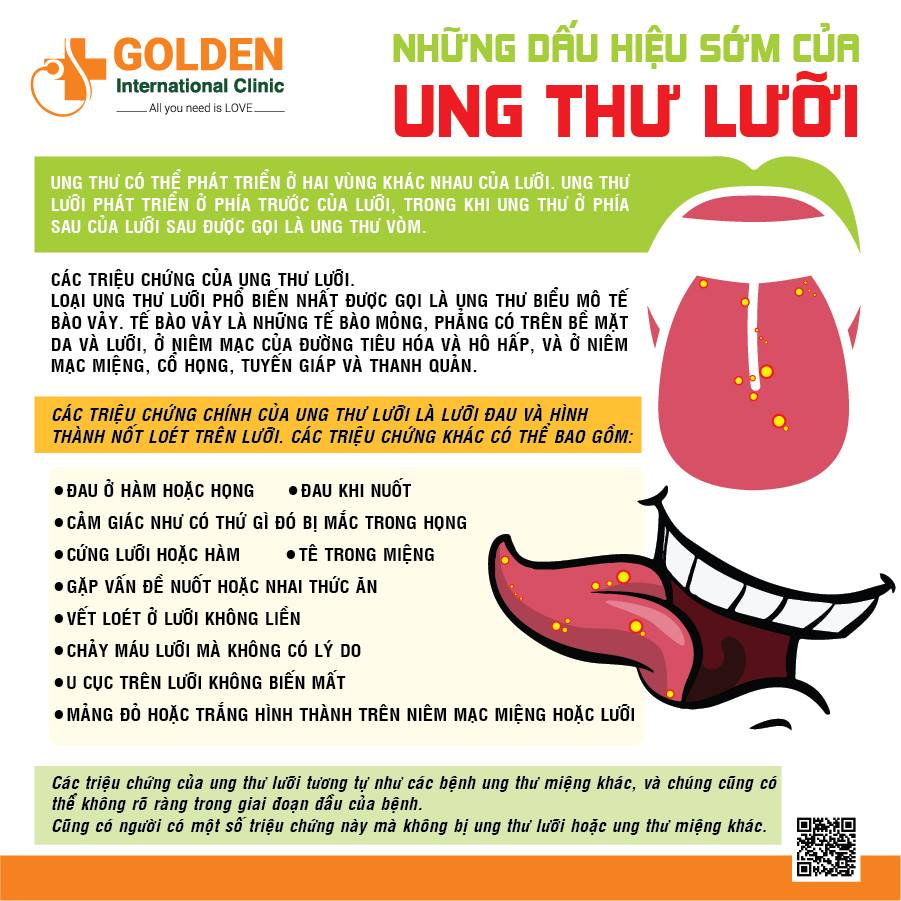 GOLDEN
International Clinic
All you need is LOVE
NHỮNG DẤU HIỆU SỚM CỦA
UNG THƯ LƯỠI
UNG THƯ CÓ THỂ PHÁT TRIỂN Ở HAI VÙNG KHÁC NHAU CỦA LƯỠI. UNG THƯ
LƯỠI PHÁT TRIỂN Ở PHÍA TRƯỚC CỦA LƯỠI, TRONG KHI UNG THƯ Ở PHÍA
SAU CỦA LƯỠI SAU ĐƯỢC GỌI LÀ UNG THƯ VÒM.
CÁC TRIỆU CHỨNG CỦA UNG THƯ LƯỠI.
LOẠI UNG THƯ LƯỠI PHỔ BIẾN NHẤT ĐƯỢC GỌI LÀ UNG THƯ BIỂU MÔ TẾ
BÀO VẢY. TẾ BÀO VẢY LÀ NHỮNG TẾ BÀO MỎNG, PHẲNG CÓ TRÊN BỀ MẶT
DA VÀ LƯỠI, Ở NIÊM MẠC CỦA ĐƯỜNG TIÊU HÓA VÀ HÔ HẤP, VÀ Ở NIÊM
MẠC MIỆNG, CỔ HỌNG, TUYẾN GIÁP VÀ THANH QUẢN.
CÁC TRIỆU CHỨNG CHÍNH CỦA UNG THƯ LƯỠI LÀ LƯỠI ĐAU VÀ HÌNH
THÀNH NỐT LOÉT TRÊN LƯỠI. CÁC TRIỆU CHỨNG KHÁC CÓ THỂ BAO GỒM:
•ĐAU Ở HÀM HOẶC HỌNG •ĐAU KHI NUỐT
•CẢM GIÁC NHƯ CÓ THỨ GÌ ĐÓ BỊ MẮC TRONG HỌNG
•CỨNG LƯỠI HOẶC HÀM •TÊ TRONG MIỆNG
•GẶP VẤN ĐỀ NUỐT HOẶC NHAI THỨC ĂN
•VẾT LOÉT Ở LƯỠI KHÔNG LIỀN
•CHẢY MÁU LƯỠI MÀ KHÔNG CÓ LÝ DO
•U CỤC TRÊN LƯỠI KHÔNG BIẾN MẤT
•MẢNG ĐỎ HOẶC TRẮNG HÌNH THÀNH TRÊN NIÊM MẠC MIỆNG HOẶC LƯỠI
Các triệu chứng của ung thư lưỡi tương tự như các bệnh ung thư miệng khác, và chúng cũng có
thể không rõ ràng trong giai đoạn đầu của bệnh.
Cũng có người có một số triệu chứng này mà không bị ung thư lưỡi hoặc ung thư miệng khác.